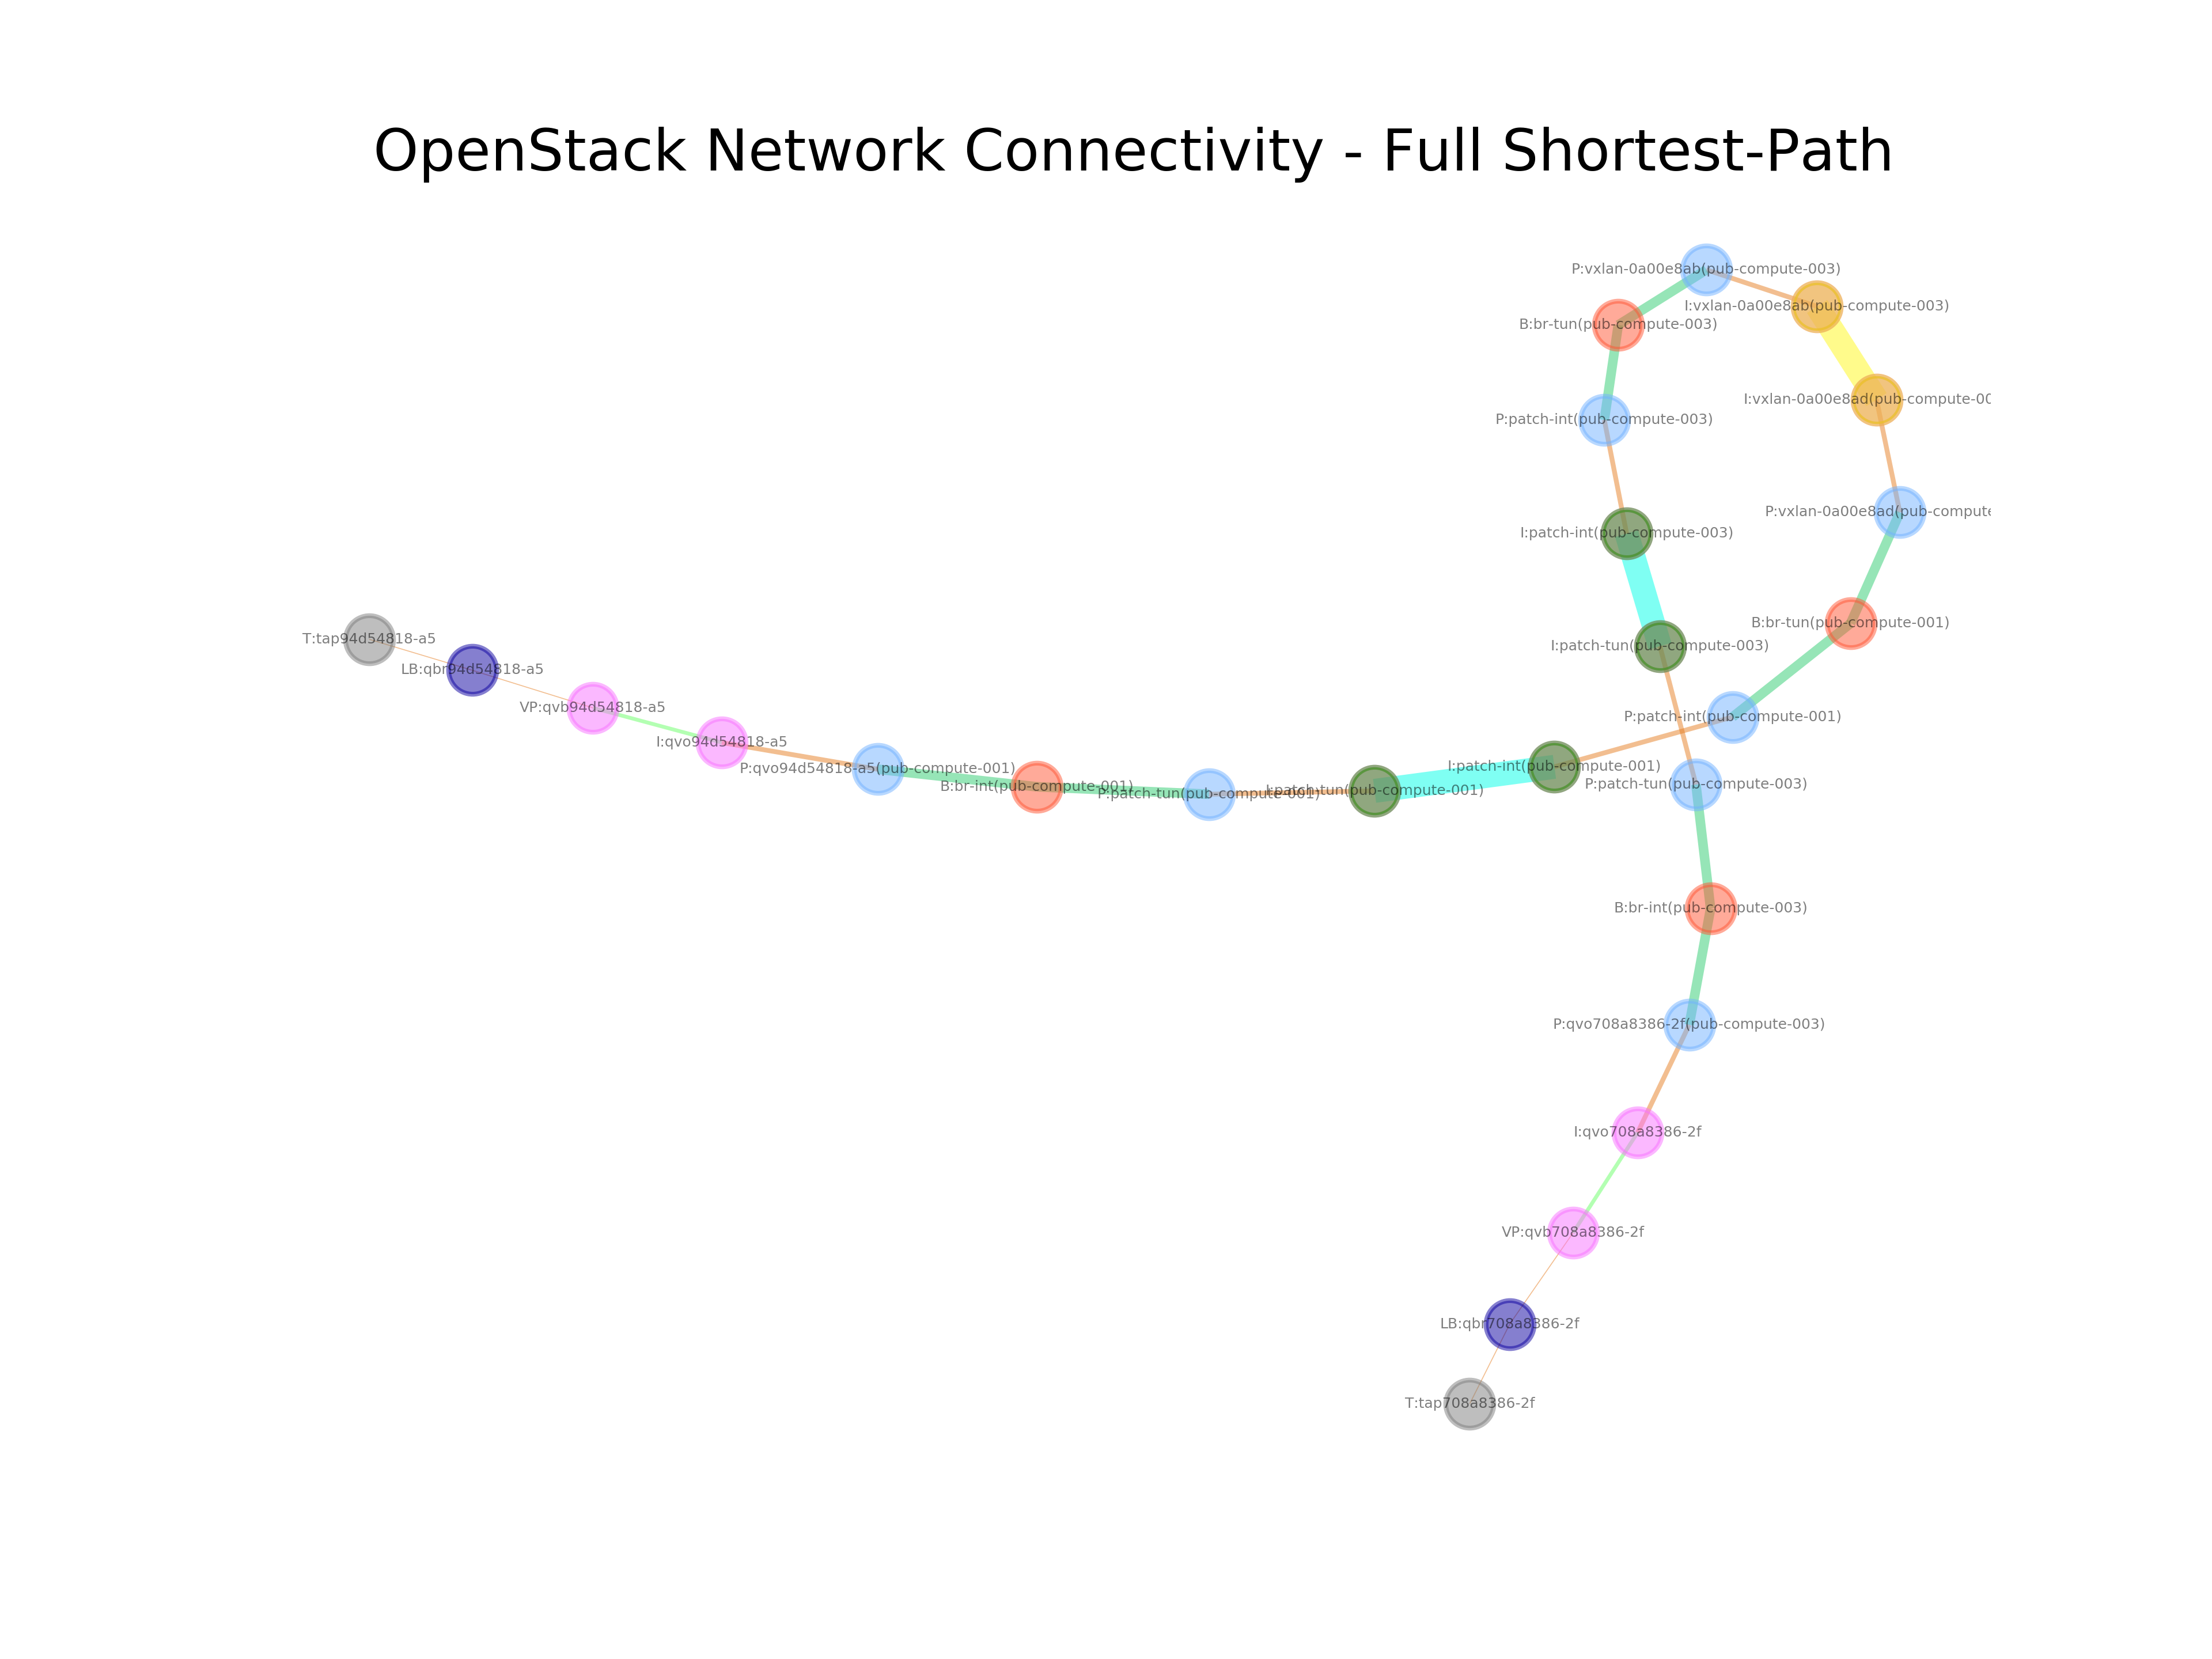 OpenStack Network Connectivity - Full Shortest-Path
P:vxlan-0a00e8ab(pub-compute-003)
I:vxlan-0a00e8ab(pub-compute-003)
B:br-tun(pub-compute-003)
I:vxlan-0a00e8ad(pub-compute-00
P:patch-int(pub-compute-003)
P:vxlan-0a00e8ad(pub-compute
I:patch-int(pub-compute-003)
B:br-tun(pub-compute-001)
T:tap94d54818-a5
I:patch-tun(pub-compute-003)
LB:qbr94d54818-a5
VP:qvb94d54818-a5
P:patch-int(pub-compute-001)
I:qvo94d54818-a5
I:patch-int(pub-compute-001)
P:qvo94d54818-a5(pub-compute-001)
P:patch-tun(pub-compute-003)
B:br-int(pub-compute-001)
I:patch-tun(pub-compute-001)
P:patch-tun(pub-compute-001)
B:br-int(pub-compute-003)
P:qvo708a8386-2f(pub-compute-003)
I:qvo708a8386-2f
VP:qvb708a8386-2f
LB:qbr708a8386-2f
T:tap708a8386-2f